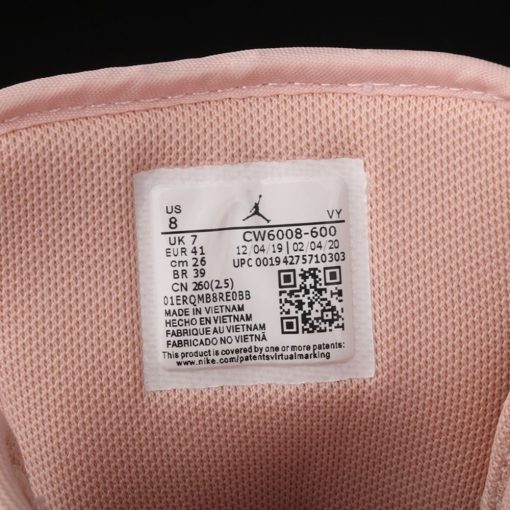 US
8
VY
UK 7
EUR 41
cm 26
BR 39
CN 260(2.5)
CW6008-600
12/04/19 | 02/04/20
UPC 00194275710303
01ERQMB8RE0BB
MADE IN VIETNAM
HECHO EN VIETNAM
FABRIQUE AU VIETNAM
FABRICADO NO VIETNÃ
This product is covered by one or more patents:
www.nike.com/patentsvirtualmarking